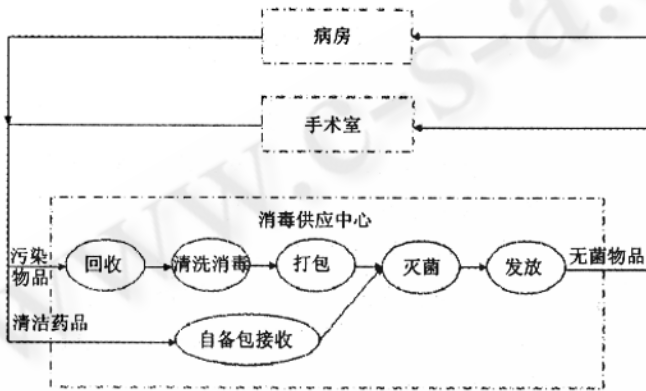 病房
手术室
消毒供应中心
污染
物品
回收
清洗消毒
打包
灭菌
发放
无菌物品
清洁药品
自备包接收